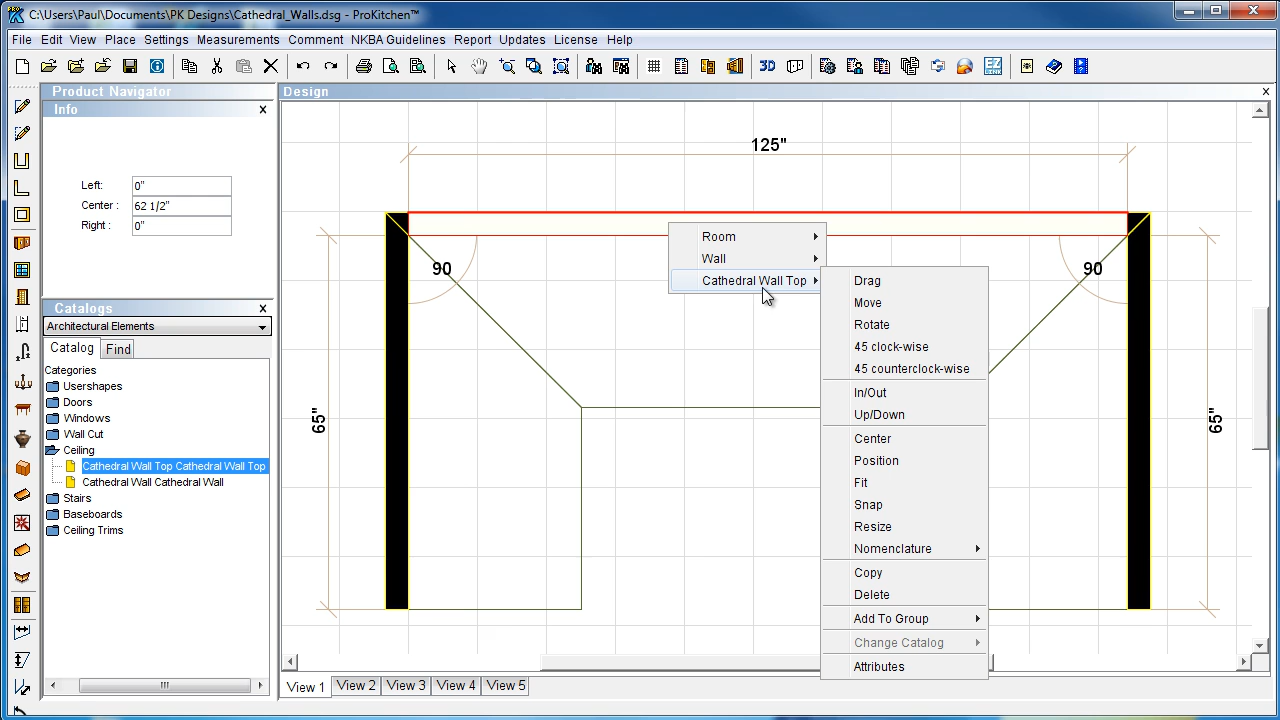 C:\Users\Paul\Documents\PK Designs\Cathedral_Walls.dsg - ProKitchen™
File Edit View Place Settings Measurements Comment NKBA Guidelines Report Updates License Help
3D
EZ
Product Navigator
Info
Left: 0"
Center : 62 1/2"
Right : 0"
Catalogs
Architectural Elements
Catalog Find
Categories
Usershapes
Doors
Windows
Wall Cut
Ceiling
Cathedral Wall Top Cathedral Wall Top
Cathedral Wall Cathedral Wall
Stairs
Baseboards
Ceiling Trims
Design
125"
90
90
65"
65"
Room
Wall
Cathedral Wall Top
Drag
Move
Rotate
45 clock-wise
45 counterclock-wise
In/Out
Up/Down
Center
Position
Fit
Snap
Resize
Nomenclature
Copy
Delete
Add To Group
Change Catalog
Attributes
View 1 View 2 View 3 View 4 View 5